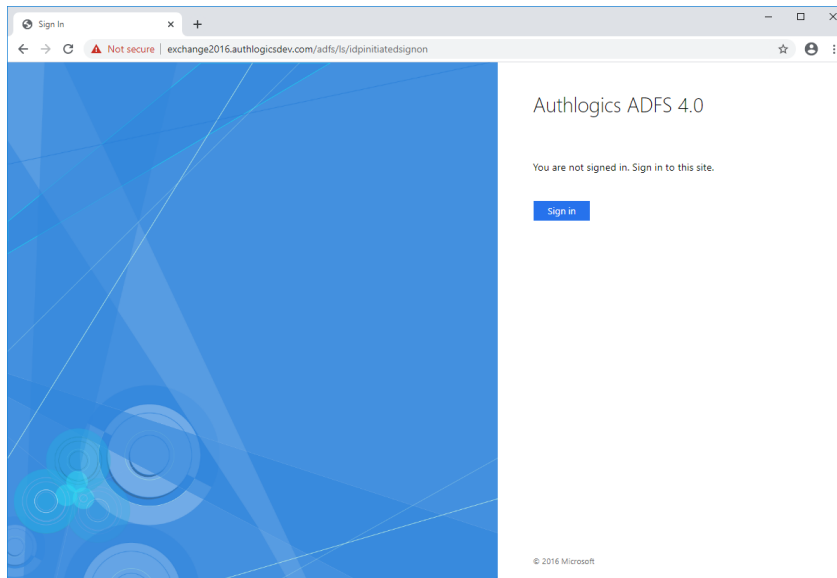 Sign In
Not secure
exchange2016.authlogicsdev.com/adfs/ls/idpinitiatedsignon
Authlogics ADFS 4.0
You are not signed in. Sign in to this site.
Sign in
© 2016 Microsoft